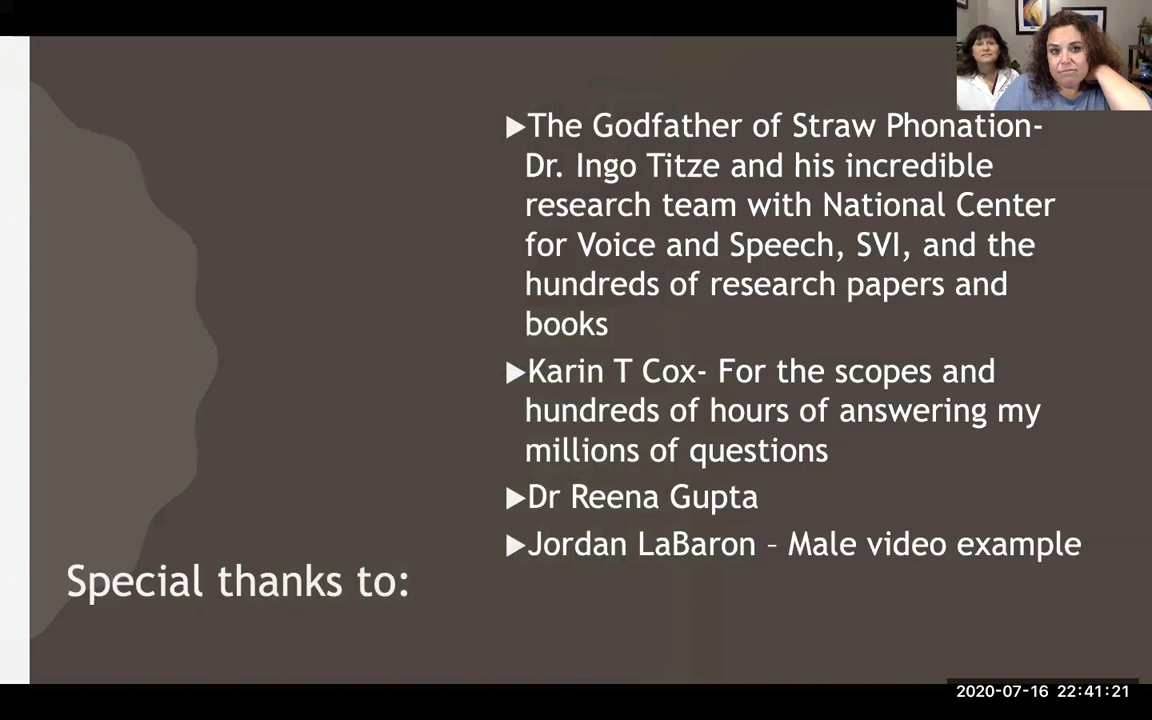 ►The Godfather of Straw Phonation-
Dr. Ingo Titze and his incredible
research team with National Center
for Voice and Speech, SVI, and the
hundreds of research papers and
books
►Karin T Cox- For the scopes and
hundreds of hours of answering my
millions of questions
►Dr Reena Gupta
►Jordan LaBaron – Male video example
Special thanks to:
2020-07-16 22:41:21